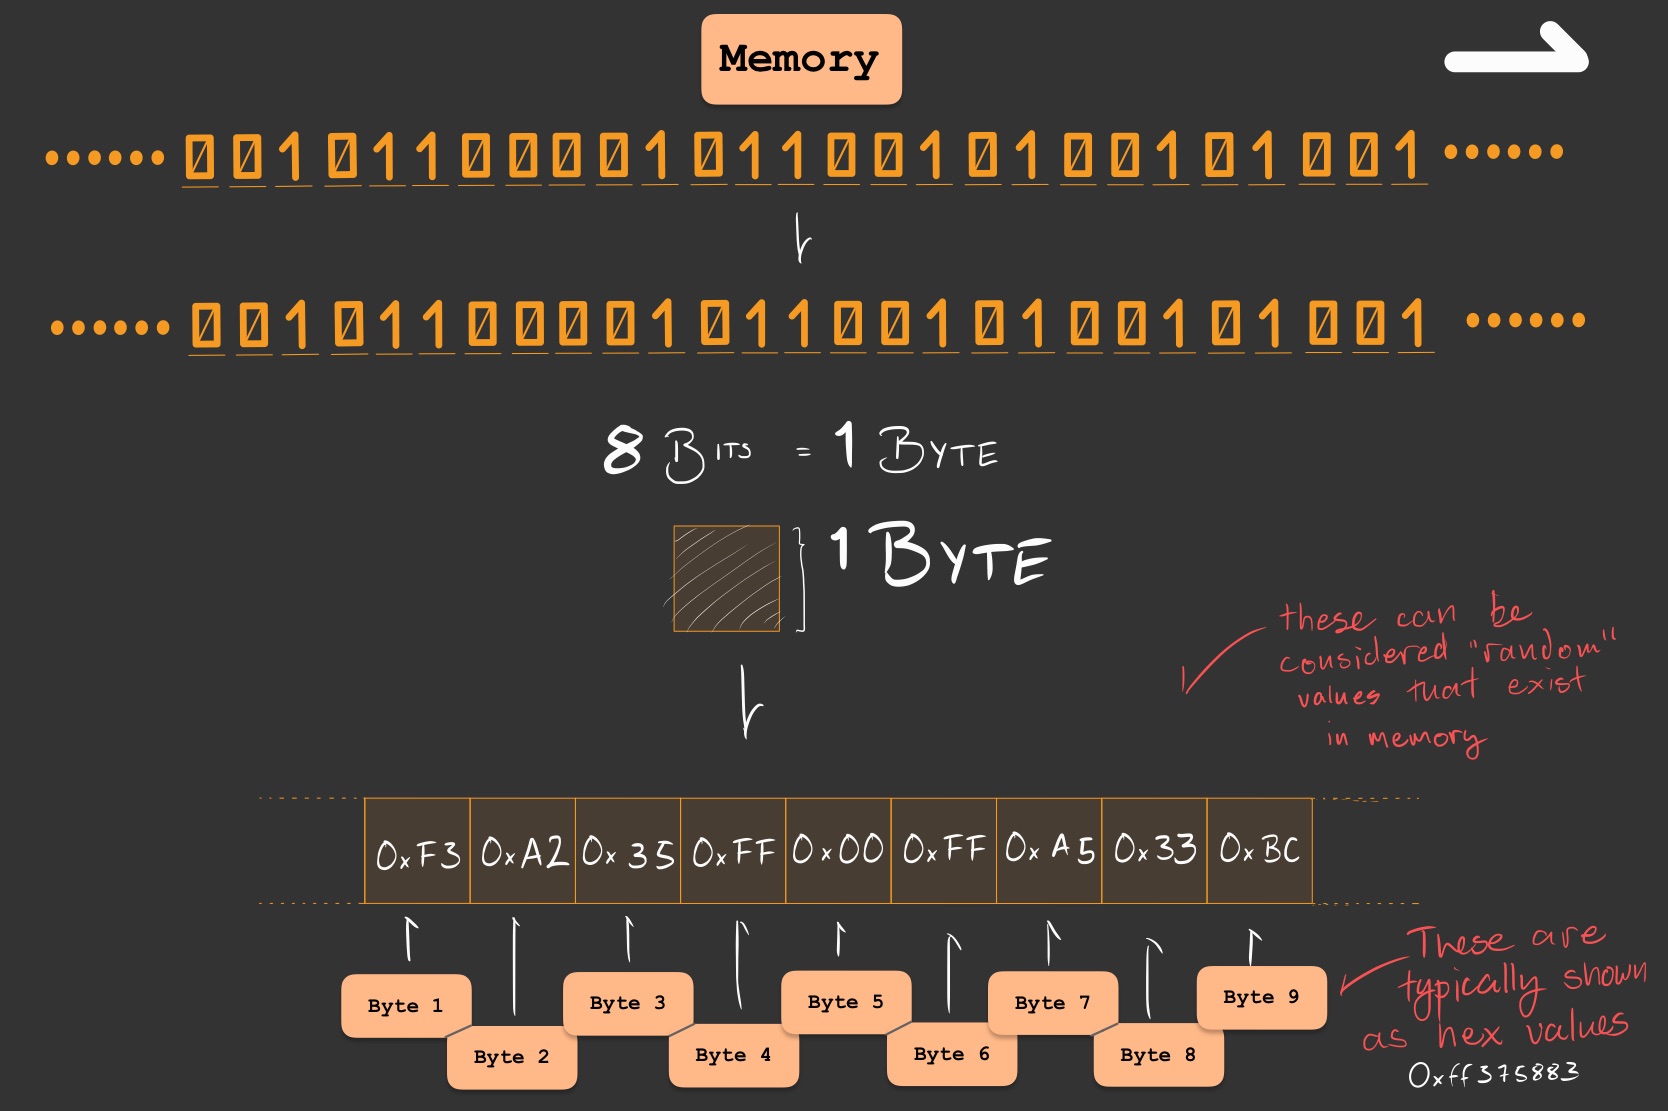 Memory
...... 0 0 1 0 1 1 0 0 0 0 1 0 1 1 0 0 1 0 1 0 0 1 0 1 0 0 1 ......
...... 0 0 1 0 1 1 0 0 0 0 1 0 1 1 0 0 1 0 1 0 0 1 0 1 0 0 1 ......
8 BITS = 1 BYTE
1 BYTE
these can be
considered "random"
values that exist
in memory
0xF3 0xA2 0x35 0xFF 0x00 0xFF 0xA5 0x33 0xBC
Byte 1
Byte 2
Byte 3
Byte 4
Byte 5
Byte 6
Byte 7
Byte 8
Byte 9
These are
typically shown
as hex values
0xff375883